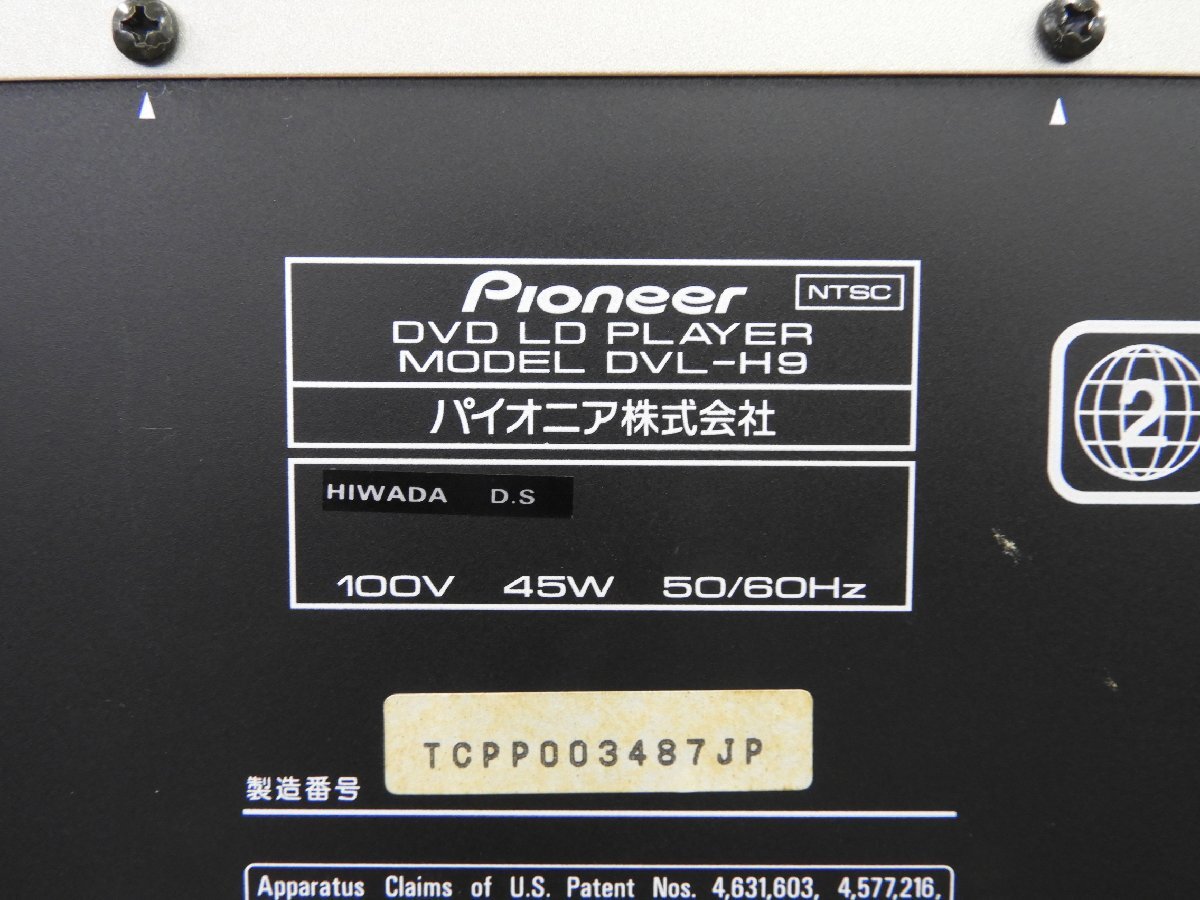 Pioneer NTSC
DVD LD PLAYER
MODEL DVL-H9
パイオニア株式会社
2
HIWADA D.S
100V 45W 50/60Hz
TCPP003487JP
製造番号
Apparatus Claims of U.S. Patent Nos. 4,631,603, 4,577,216,